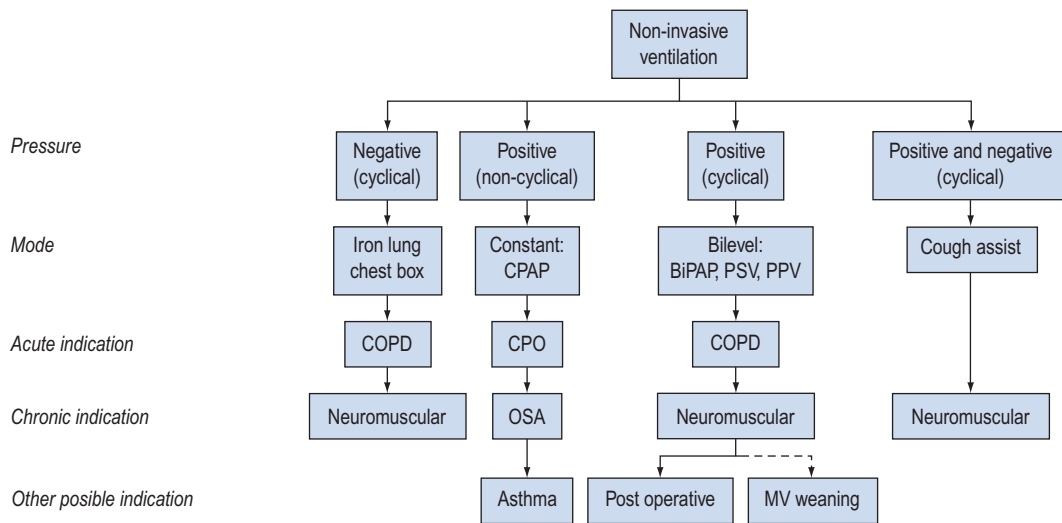 Non-invasive
ventilation
Pressure
Negative
(cyclical)
Positive
(non-cyclical)
Positive
(cyclical)
Positive and negative
(cyclical)
Mode
Iron lung
chest box
Constant:
CPAP
Bilevel:
BiPAP, PSV, PPV
Cough assist
Acute indication
COPD
CPO
COPD
Chronic indication
Neuromuscular
OSA
Neuromuscular
Neuromuscular
Other posible indication
Asthma
Post operative
MV weaning